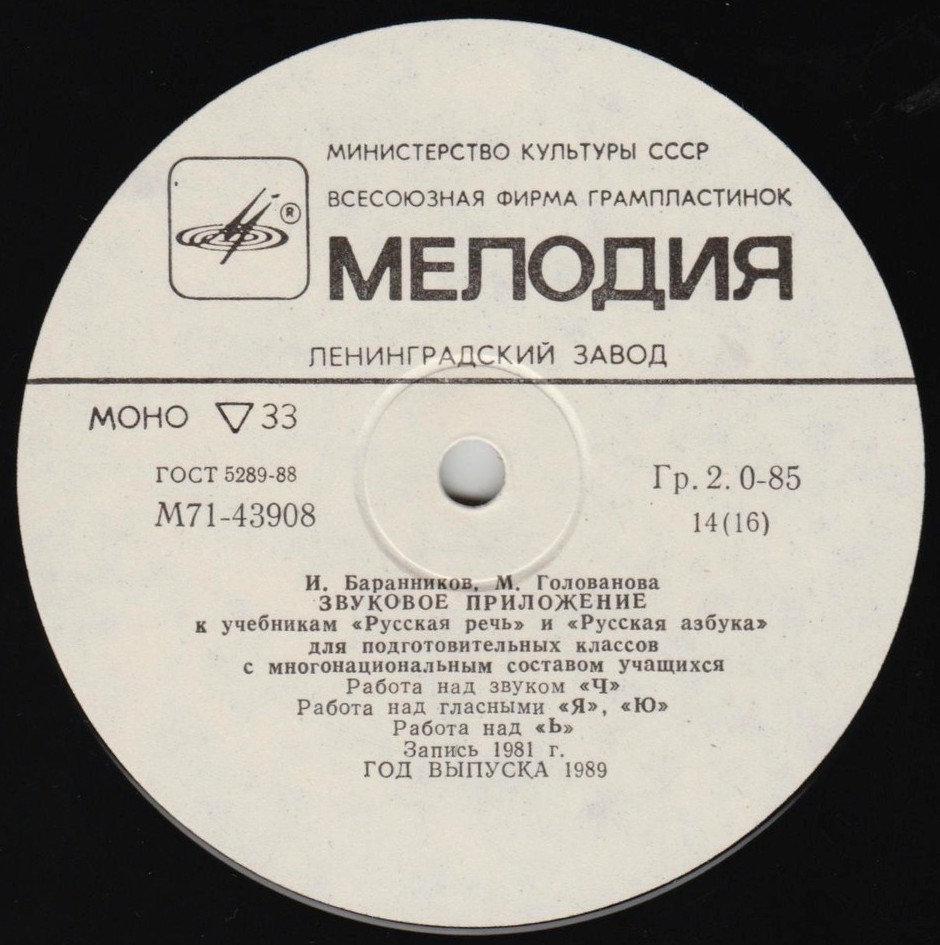 МИНИСТЕРСТВО КУЛЬТУРЫ СССР
ВСЕСОЮЗНАЯ ФИРМА ГРАМПЛАСТИНОК
®
МЕЛОДИЯ
ЛЕНИНГРАДСКИЙ ЗАВОД
МОНО ▽33
ГОСТ 5289-88
М71-43908
Гр. 2. 0-85
14(16)
И. Баранников, М. Голованова
ЗВУКОВОЕ ПРИЛОЖЕНИЕ
к учебникам «Русская речь» и «Русская азбука»
для подготовительных классов
с многонациональным составом учащихся
Работа над звуком «Ч»
Работа над гласными «Я», «Ю»
Работа над «Ь»
Запись 1981 г.
ГОД ВЫПУСКА 1989